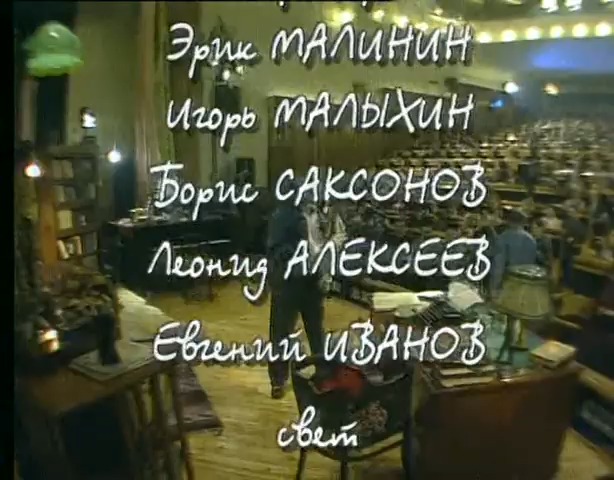 Эрик МАЛИНИН
Игорь МАЛЫХИН
Борис САКСОНОВ
Леонид АЛЕКСЕЕВ
Евгений ИВАНОВ
свет